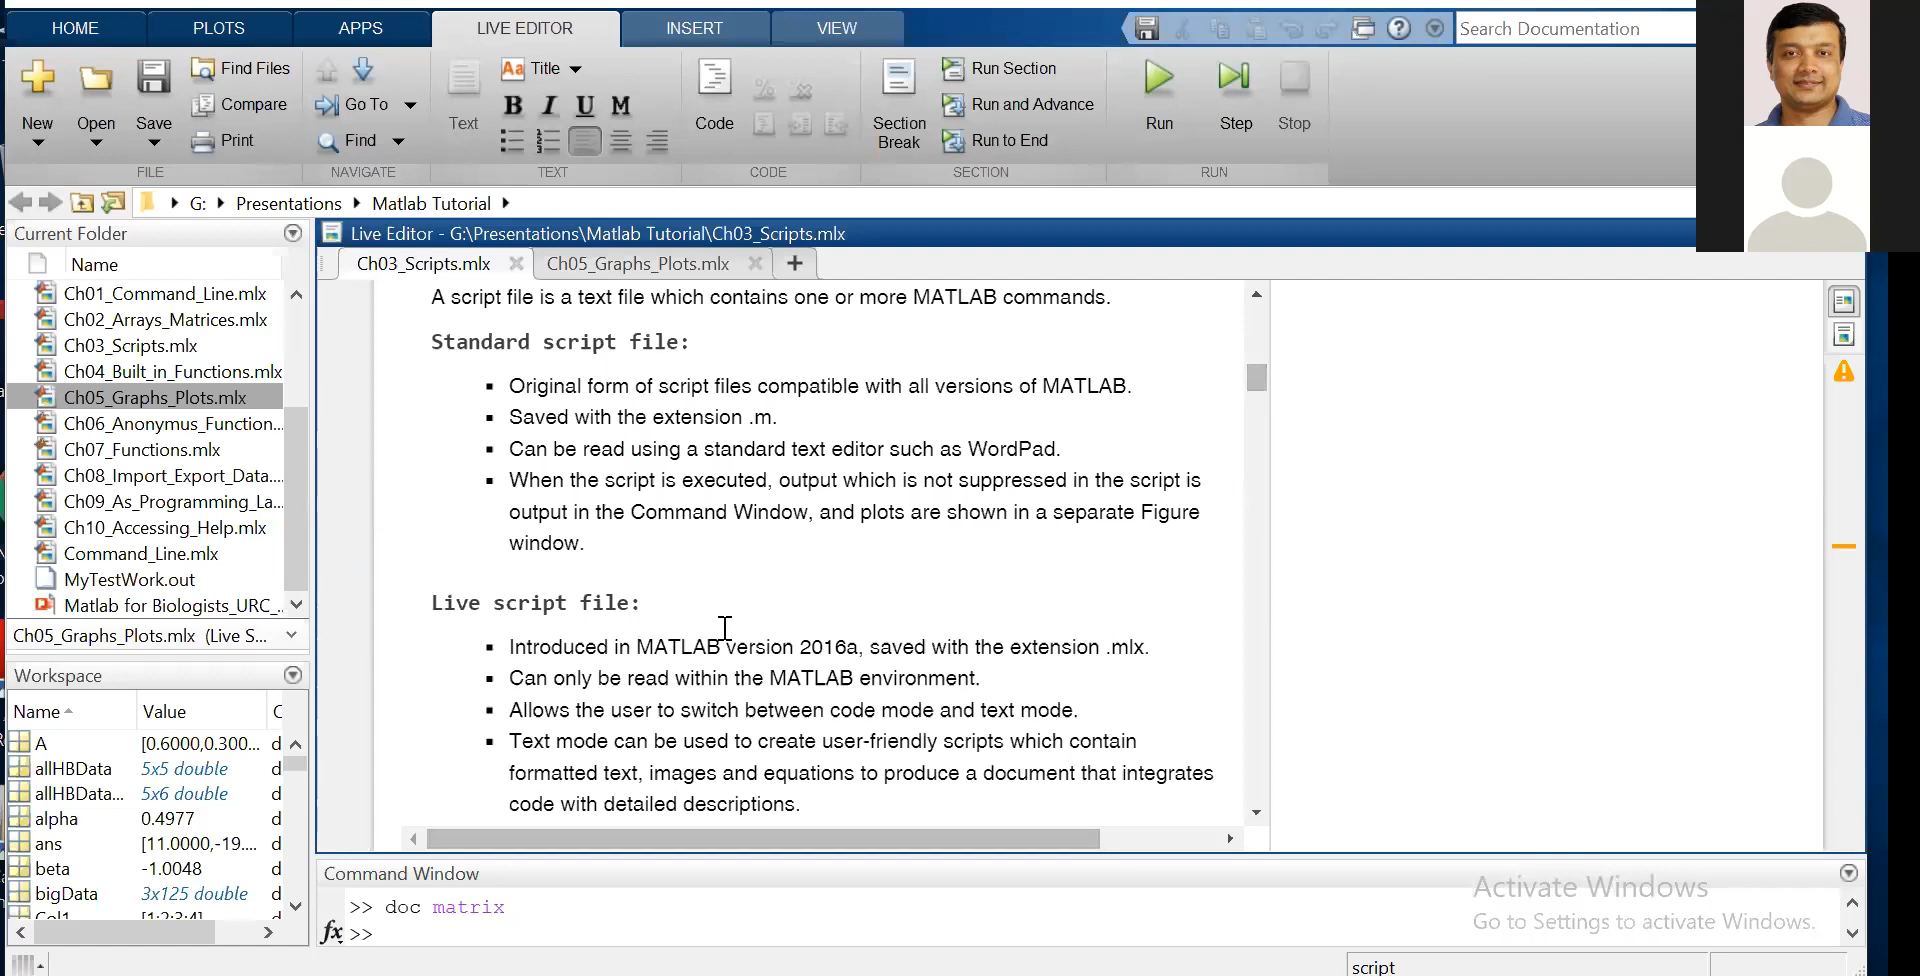 HOME PLOTS APPS LIVE EDITOR INSERT VIEW Search Documentation
New Open Save Find Files Compare Print
FILE
Go To Find
NAVIGATE
Text Aa Title B I U M
TEXT
Code
CODE
Section Break Run Section Run and Advance Run to End
SECTION
Run Step Stop
RUN
G: Presentations Matlab Tutorial
Current Folder
Name
Ch01_Command_Line.mlx
Ch02_Arrays_Matrices.mlx
Ch03_Scripts.mlx
Ch04_Built_in_Functions.mlx
Ch05_Graphs_Plots.mlx
Ch06_Anonymus_Function...
Ch07_Functions.mlx
Ch08_Import_Export_Data....
Ch09_As_Programming_La...
Ch10_Accessing_Help.mlx
Command_Line.mlx
MyTestWork.out
Matlab for Biologists_URC_...
Ch05_Graphs_Plots.mlx (Live S...
Workspace
Name Value C
A [0.6000,0.300... d
allHBData 5x5 double d
allHBData... 5x6 double d
alpha 0.4977 d
ans [11.0000,-19.... d
beta -1.0048 d
bigData 3x125 double d
Col1 [1;2;3;4]
Live Editor - G:\Presentations\Matlab Tutorial\Ch03_Scripts.mlx
Ch03_Scripts.mlx Ch05_Graphs_Plots.mlx +
A script file is a text file which contains one or more MATLAB commands.
Standard script file:
▪ Original form of script files compatible with all versions of MATLAB.
▪ Saved with the extension .m.
▪ Can be read using a standard text editor such as WordPad.
▪ When the script is executed, output which is not suppressed in the script is
output in the Command Window, and plots are shown in a separate Figure
window.
Live script file:
▪ Introduced in MATLAB version 2016a, saved with the extension .mlx.
▪ Can only be read within the MATLAB environment.
▪ Allows the user to switch between code mode and text mode.
▪ Text mode can be used to create user-friendly scripts which contain
formatted text, images and equations to produce a document that integrates
code with detailed descriptions.
Command Window
>> doc matrix
fx >>
Activate Windows
Go to Settings to activate Windows.
script